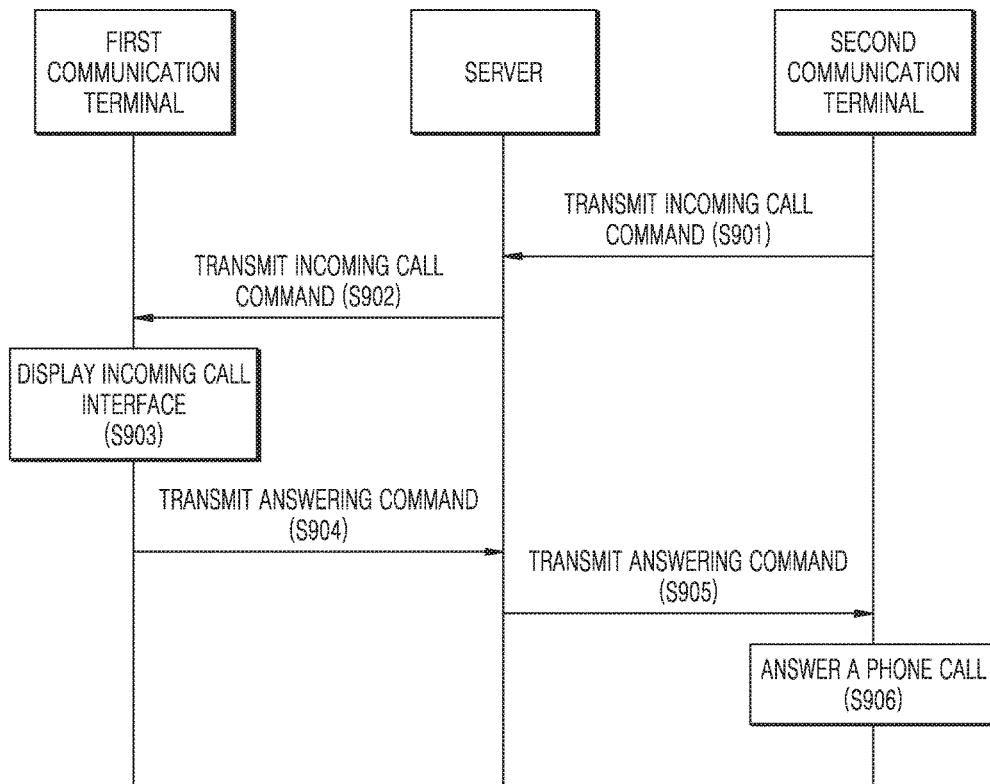 FIRST
COMMUNICATION
TERMINAL
SERVER
SECOND
COMMUNICATION
TERMINAL
TRANSMIT INCOMING CALL
COMMAND (S901)
TRANSMIT INCOMING CALL
COMMAND (S902)
DISPLAY INCOMING CALL
INTERFACE
(S903)
TRANSMIT ANSWERING COMMAND
(S904)
TRANSMIT ANSWERING COMMAND
(S905)
ANSWER A PHONE CALL
(S906)